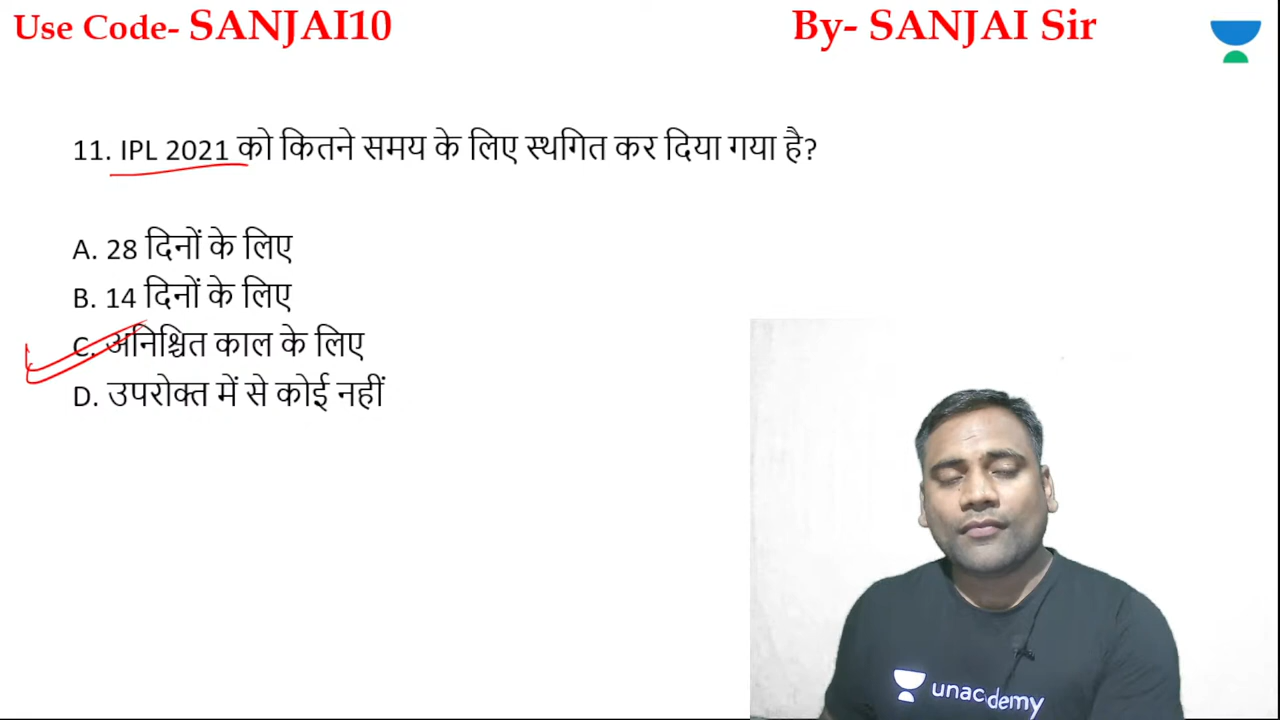 Use Code- SANJAI10
By- SANJAI Sir
11. IPL 2021 को कितने समय के लिए स्थगित कर दिया गया है?
A. 28 दिनों के लिए
B. 14 दिनों के लिए
C. अनिश्चित काल के लिए
D. उपरोक्त में से कोई नहीं
unacademy